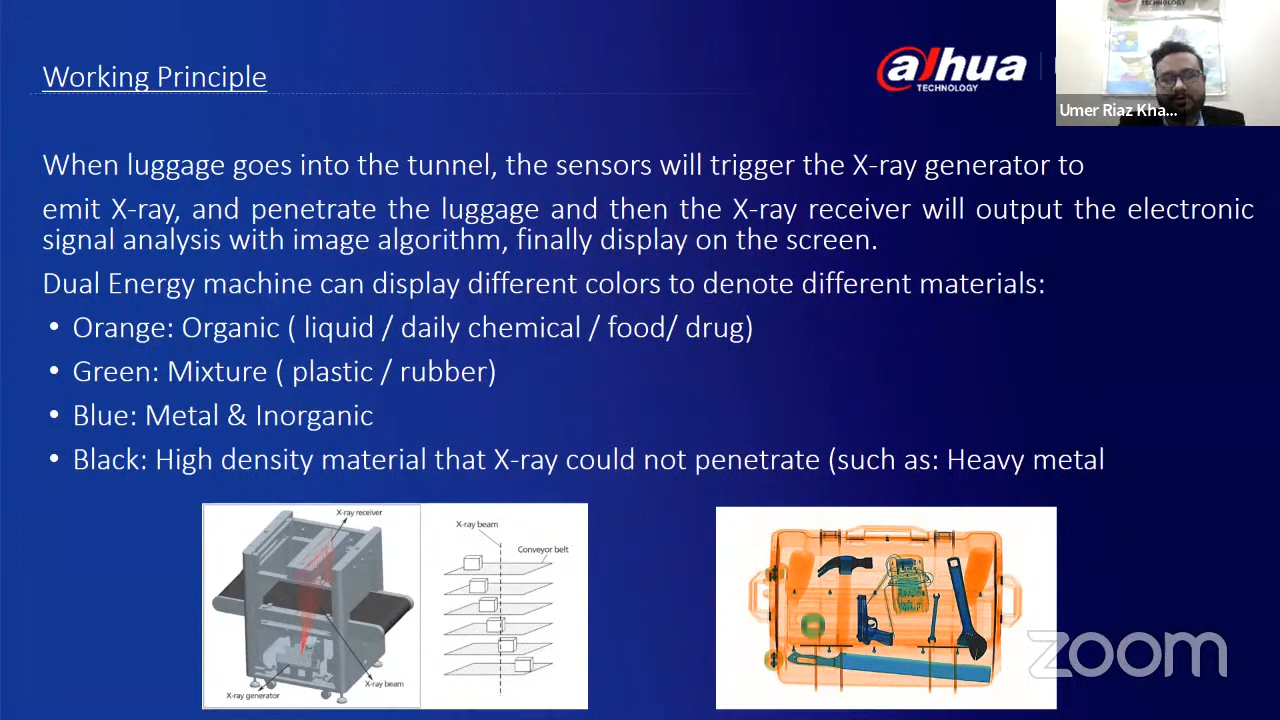 TECHNOLOGY
Working Principle
alhua
TECHNOLOGY
Umer Riaz Kha...
When luggage goes into the tunnel, the sensors will trigger the X-ray generator to
emit X-ray, and penetrate the luggage and then the X-ray receiver will output the electronic
signal analysis with image algorithm, finally display on the screen.
Dual Energy machine can display different colors to denote different materials:
• Orange: Organic ( liquid / daily chemical / food/ drug)
• Green: Mixture ( plastic / rubber)
• Blue: Metal & Inorganic
• Black: High density material that X-ray could not penetrate (such as: Heavy metal
X-ray receiver
X-ray beam
Conveyor belt
X-ray beam
X-ray generator
zoom